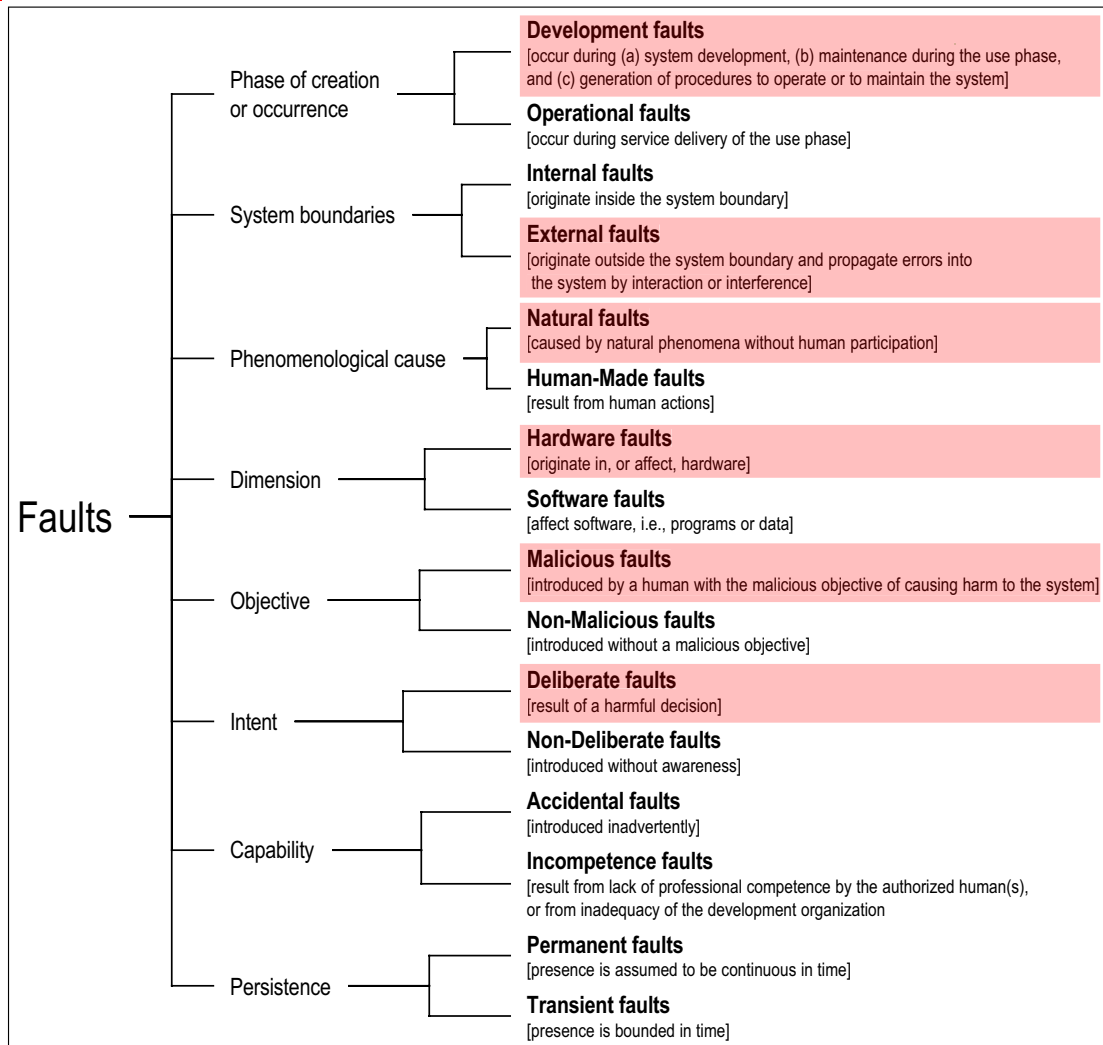 Faults
Phase of creation
or occurrence
Development faults
[occur during (a) system development, (b) maintenance during the use phase,
and (c) generation of procedures to operate or to maintain the system]
Operational faults
[occur during service delivery of the use phase]
System boundaries
Internal faults
[originate inside the system boundary]
External faults
[originate outside the system boundary and propagate errors into
the system by interaction or interference]
Phenomenological cause
Natural faults
[caused by natural phenomena without human participation]
Human-Made faults
[result from human actions]
Dimension
Hardware faults
[originate in, or affect, hardware]
Software faults
[affect software, i.e., programs or data]
Objective
Malicious faults
[introduced by a human with the malicious objective of causing harm to the system]
Non-Malicious faults
[introduced without a malicious objective]
Intent
Deliberate faults
[result of a harmful decision]
Non-Deliberate faults
[introduced without awareness]
Capability
Accidental faults
[introduced inadvertently]
Incompetence faults
[result from lack of professional competence by the authorized human(s),
or from inadequacy of the development organization
Persistence
Permanent faults
[presence is assumed to be continuous in time]
Transient faults
[presence is bounded in time]